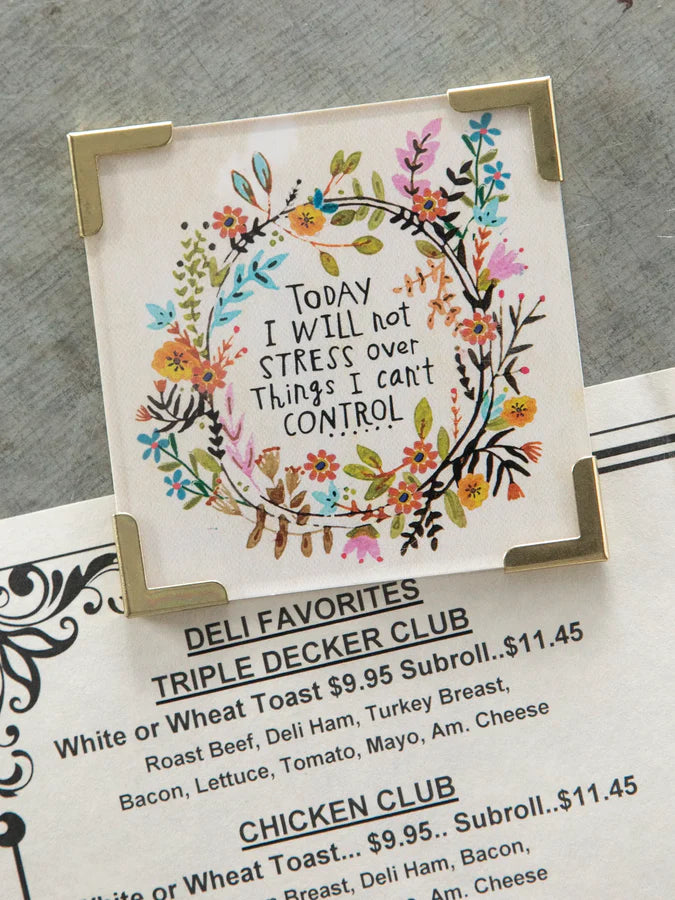 TODAY
I WILL not
STRESS over
Things I can't
CONTROL
DELI FAVORITES
TRIPLE DECKER CLUB
White or Wheat Toast $9.95 Subroll..$11.45
Roast Beef, Deli Ham, Turkey Breast,
Bacon, Lettuce, Tomato, Mayo, Am. Cheese
CHICKEN CLUB
or Wheat Toast... $9.95.. Subroll..$11.45
Breast, Deli Ham, Bacon,
Am. Cheese